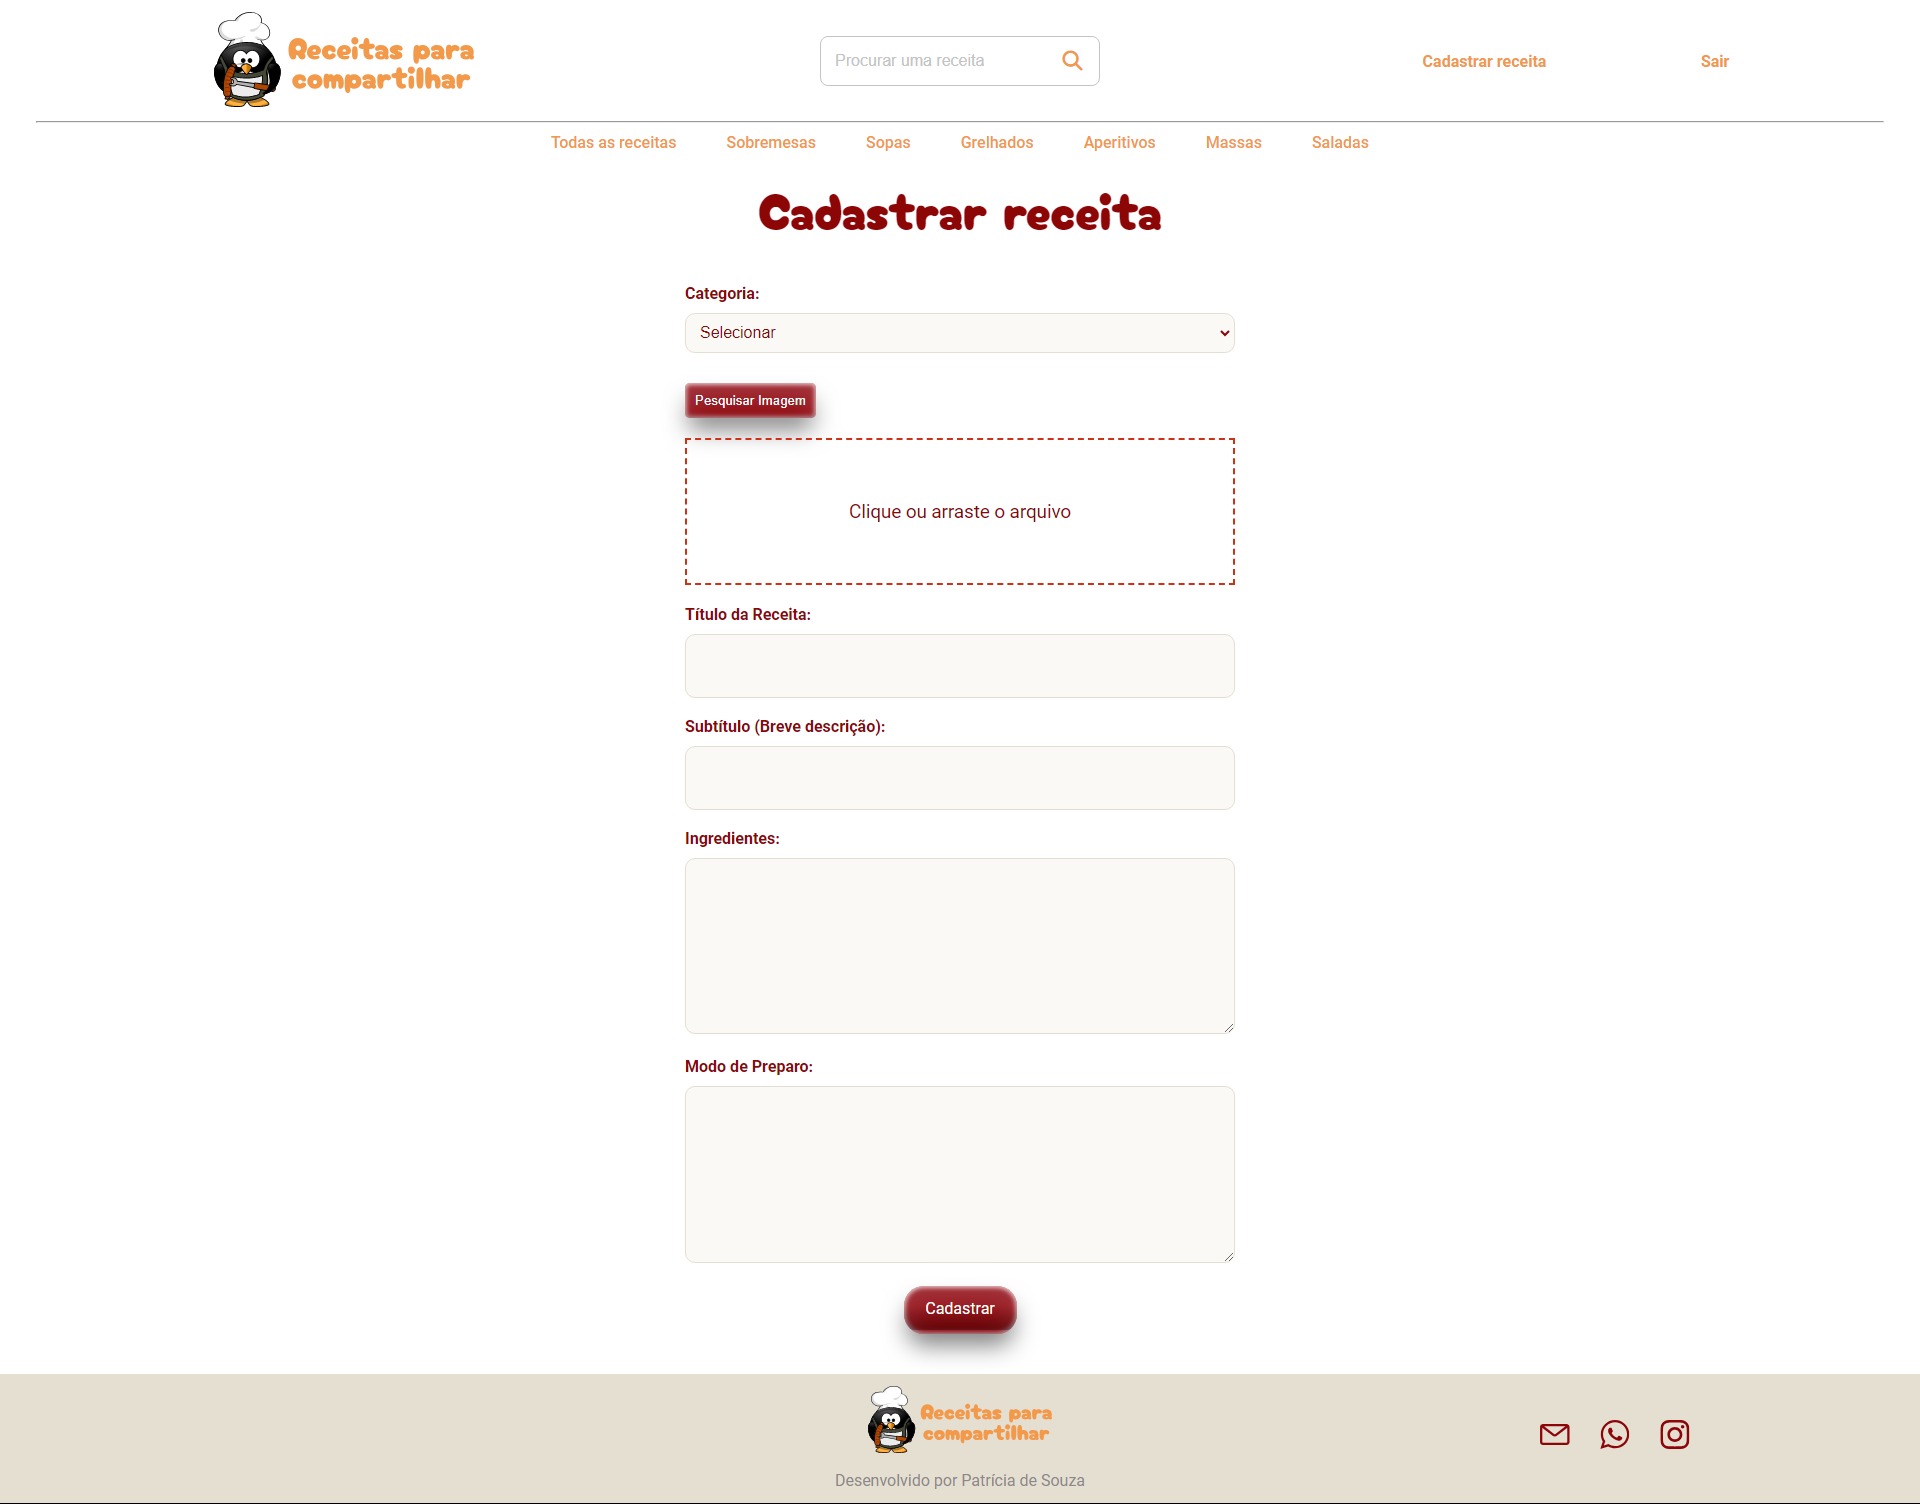 Receitas para
compartilhar
Procurar uma receita
Cadastrar receita
Sair
Todas as receitas
Sobremesas
Sopas
Grelhados
Aperitivos
Massas
Saladas
Cadastrar receita
Categoria:
Selecionar
Pesquisar Imagem
Clique ou arraste o arquivo
Título da Receita:
Subtítulo (Breve descrição):
Ingredientes:
Modo de Preparo:
Cadastrar
Receitas para
compartilhar
Desenvolvido por Patrícia de Souza